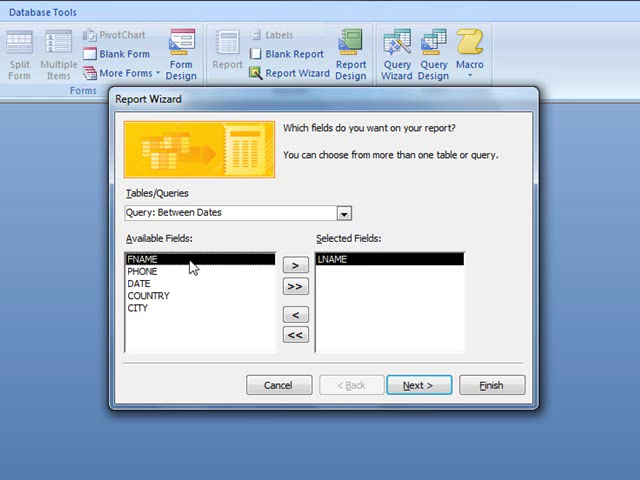 Database Tools
PivotChart
Labels
Split Form
Multiple Items
Blank Form
More Forms
Form Design
Report
Blank Report
Report Wizard
Report Design
Query Wizard
Query Design
Macro
Forms
Report Wizard
Which fields do you want on your report?
You can choose from more than one table or query.
Tables/Queries
Query: Between Dates
Available Fields:
Selected Fields:
FNAME
PHONE
DATE
COUNTRY
CITY
>
>>
<
<<
LNAME
Cancel
< Back
Next >
Finish